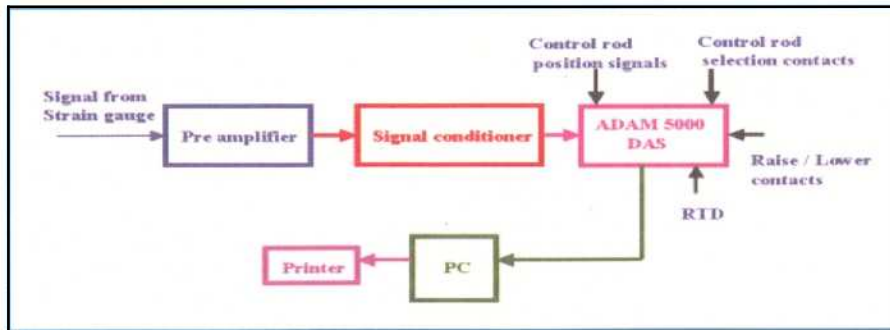 Control rod
position signals
Control rod
selection contacts
Signal from
Strain gauge
Pre amplifier
Signal conditioner
ADAM 5000
DAS
Raise / Lower
contacts
RTD
Printer
PC